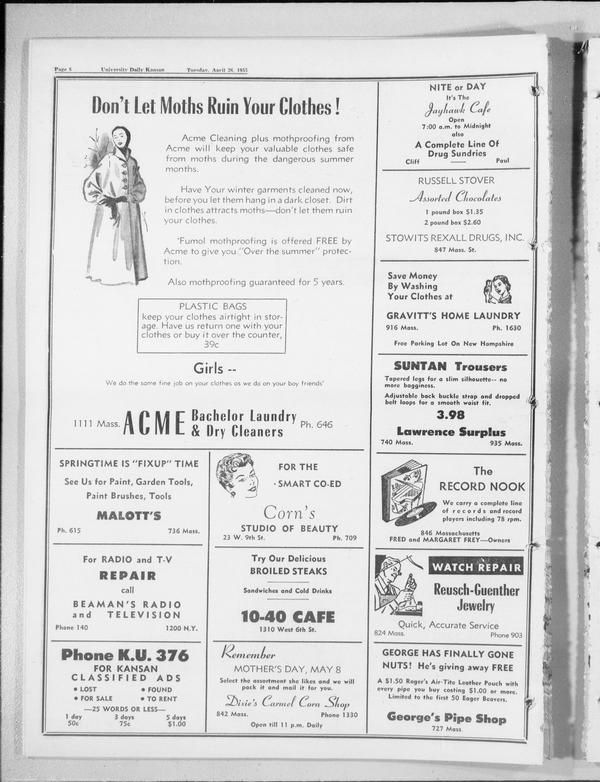 Page 8 University Daily Kansan Tuesday, April 26, 1955
Don't Let Moths Ruin Your Clothes!
Acme Cleaning plus mothproofing from
Acme will keep your valuable clothes safe
from moths during the dangerous summer
months.
Have Your winter garments cleaned now,
before you let them hang in a dark closet. Dirt
in clothes attracts moths—don't let them ruin
your clothes.
'Fumol mothproofing is offered FREE by
Acme to give you "Over the summer" protec-
tion.
Also mothproofing guaranteed for 5 years.
PLASTIC BAGS
keep your clothes airtight in stor-
age. Have us return one with your
clothes or buy it over the counter,
39c
Girls --
We do the same fine job on your clothes as we do on your boy friends'
1111 Mass. ACME Bachelor Laundry
& Dry Cleaners Ph. 646
SPRINGTIME IS "FIXUP" TIME
See Us for Paint, Garden Tools,
Paint Brushes, Tools
MALOTT'S
Ph. 615 736 Mass.
FOR THE
SMART CO-ED
Corn's
STUDIO OF BEAUTY
23 W. 9th St. Ph. 709
For RADIO and T-V
REPAIR
call
BEAMAN'S RADIO
and TELEVISION
Phone 140 1200 N.Y.
Try Our Delicious
BROILED STEAKS
Sandwiches and Cold Drinks
10-40 CAFE
1310 West 6th St.
Phone K.U. 376
FOR KANSAN
CLASSIFIED ADS
• LOST • FOUND
• FOR SALE • TO RENT
—25 WORDS OR LESS—
1 day 3 days 5 days
50c 75c $1.00
Remember
MOTHER'S DAY, MAY 8
Select the assortment she likes and we will
pack it and mail it for you.
Dixie's Carmel Corn Shop
842 Mass. Phone 1330
Open till 11 p.m. Daily
NITE or DAY
It's The
Jayhawk Cafe
Open
7:00 a.m. to Midnight
also
A Complete Line Of
Drug Sundries
Cliff Paul
RUSSELL STOVER
Assorted Chocolates
1 pound box $1.35
2 pound box $2.60
STOWITS REXALL DRUGS, INC.
847 Mass. St.
Save Money
By Washing
Your Clothes at
GRAVITT'S HOME LAUNDRY
916 Mass. Ph. 1630
Free Parking Lot On New Hampshire
SUNTAN Trousers
Tapered legs for a slim silhouette-- no
more bagginess.
Adjustable back buckle strap and dropped
belt loops for a smooth waist fit.
3.98
Lawrence Surplus
740 Mass. 935 Mass.
The
RECORD NOOK
We carry a complete line
of records and record
players including 78 rpm.
846 Massachusetts
FRED and MARGARET FREY—Owners
WATCH REPAIR
Reusch-Guenther
Jewelry
Quick, Accurate Service
824 Mass. Phone 903
GEORGE HAS FINALLY GONE
NUTS! He's giving away FREE
A $1.50 Roger's Air-Tite Leather Pouch with
every pipe you buy costing $1.00 or more.
Limited to the first 50 Eager Beavers.
George's Pipe Shop
727 Mass.